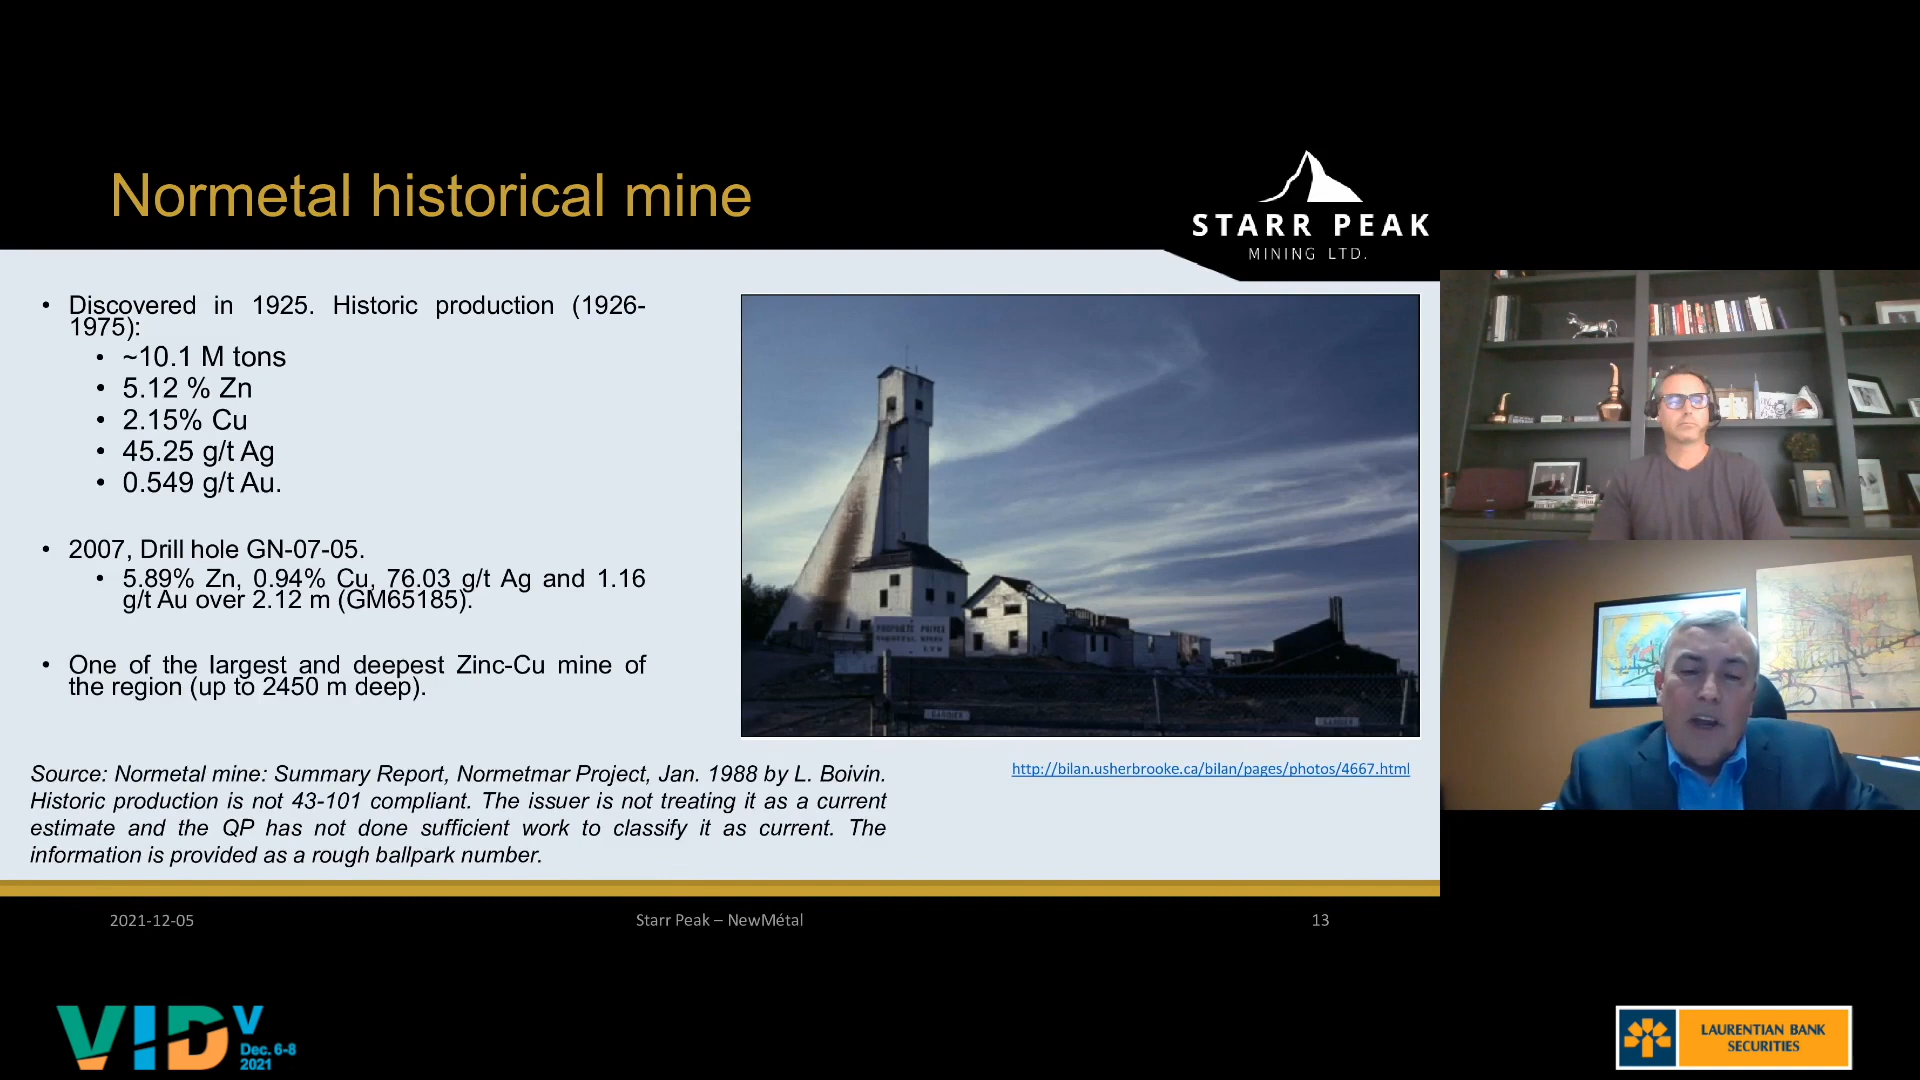 Normetal historical mine
STARR PEAK
MINING LTD.
• Discovered in 1925. Historic production (1926-
1975):
• ~10.1 M tons
• 5.12 % Zn
• 2.15% Cu
• 45.25 g/t Ag
• 0.549 g/t Au.
• 2007, Drill hole GN-07-05.
• 5.89% Zn, 0.94% Cu, 76.03 g/t Ag and 1.16
g/t Au over 2.12 m (GM65185).
• One of the largest and deepest Zinc-Cu mine of
the region (up to 2450 m deep).
Source: Normetal mine: Summary Report, Normetmar Project, Jan. 1988 by L. Boivin.
Historic production is not 43-101 compliant. The issuer is not treating it as a current
estimate and the QP has not done sufficient work to classify it as current. The
information is provided as a rough ballpark number.
http://bilan.usherbrooke.ca/bilan/pages/photos/4667.html
2021-12-05
Starr Peak – NewMétal
13
VID V
Dec. 6-8
2021
LAURENTIAN BANK
SECURITIES